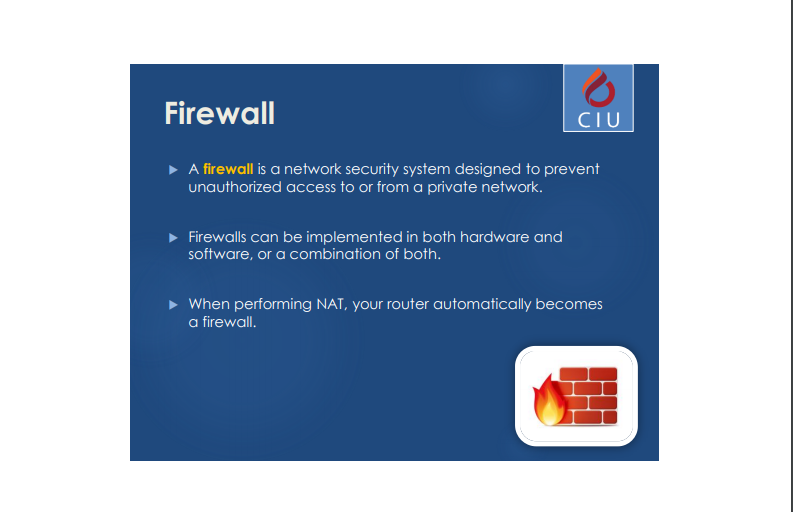 CIU
Firewall
A firewall is a network security system designed to prevent
unauthorized access to or from a private network.
Firewalls can be implemented in both hardware and
software, or a combination of both.
When performing NAT, your router automatically becomes
a firewall.